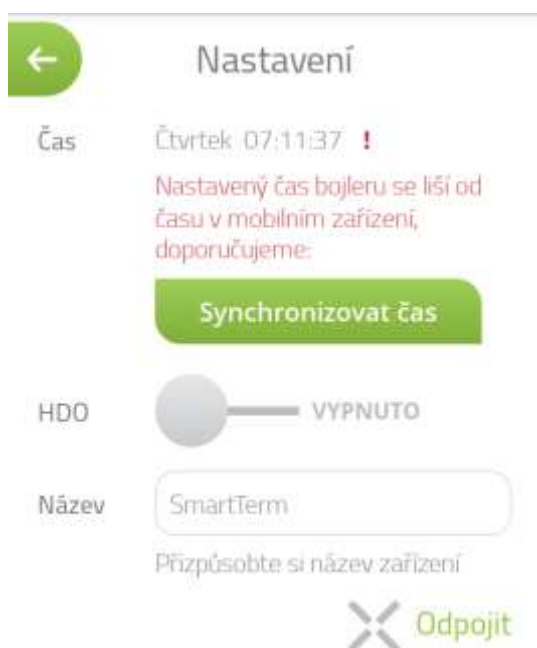 Nastavení
Čas Čtvrtek 07:11:37 !
Nastavený čas bojleru se liší od
času v mobilním zařízení,
doporučujeme:
Synchronizovat čas
HDO VYPNUTO
Název SmartTerm
Přizpůsobte si název zařízení
Odpojit